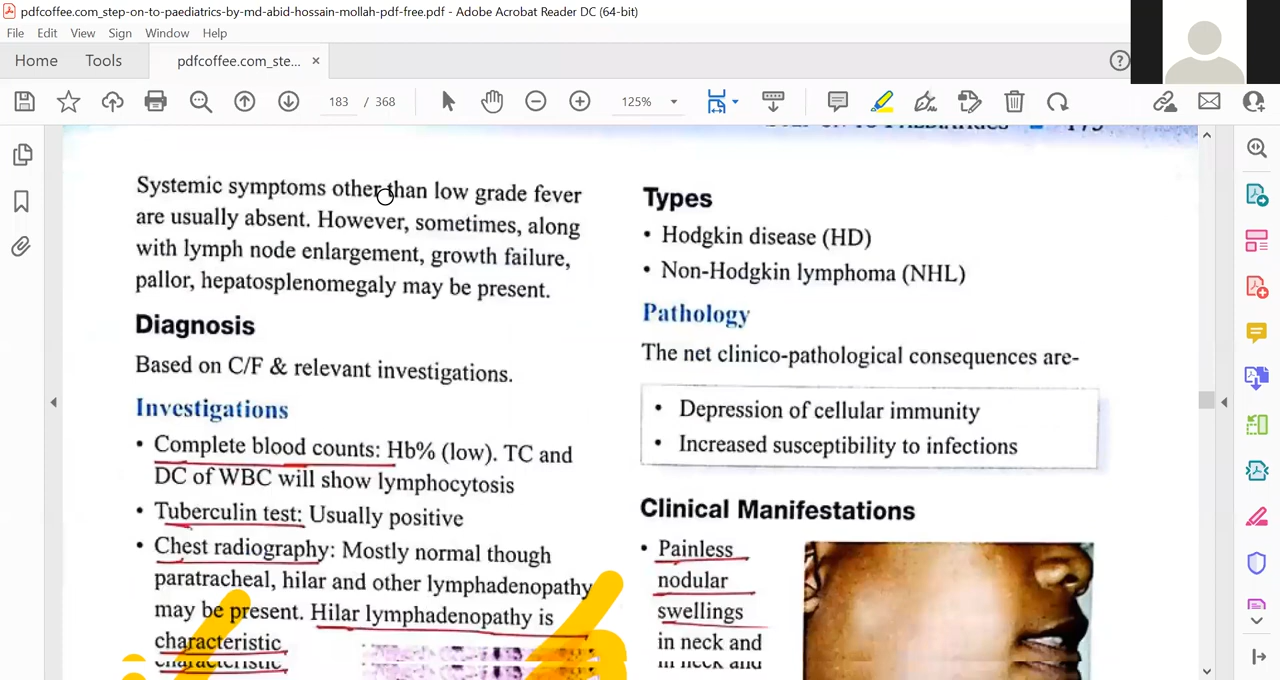 pdfcoffee.com_step-on-to-paediatrics-by-md-abid-hossain-mollah-pdf-free.pdf - Adobe Acrobat Reader DC (64-bit)
File Edit View Sign Window Help
Home Tools pdfcoffee.com_ste... ×
183 / 368 125%
Systemic symptoms other than low grade fever
are usually absent. However, sometimes, along
with lymph node enlargement, growth failure,
pallor, hepatosplenomegaly may be present.
Diagnosis
Based on C/F & relevant investigations.
Investigations
• Complete blood counts: Hb% (low). TC and
DC of WBC will show lymphocytosis
• Tuberculin test: Usually positive
• Chest radiography: Mostly normal though
paratracheal, hilar and other lymphadenopathy
may be present. Hilar lymphadenopathy is
characteristic
characteristic
Types
• Hodgkin disease (HD)
• Non-Hodgkin lymphoma (NHL)
Pathology
The net clinico-pathological consequences are-
• Depression of cellular immunity
• Increased susceptibility to infections
Clinical Manifestations
• Painless
nodular
swellings
in neck and
in neck and